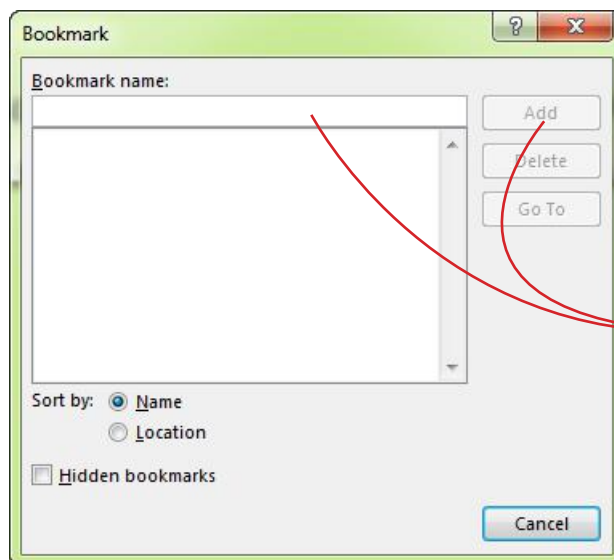 Bookmark
?
Bookmark name:
Add
Delete
Go To
Sort by:
Name
Location
Hidden bookmarks
Cancel